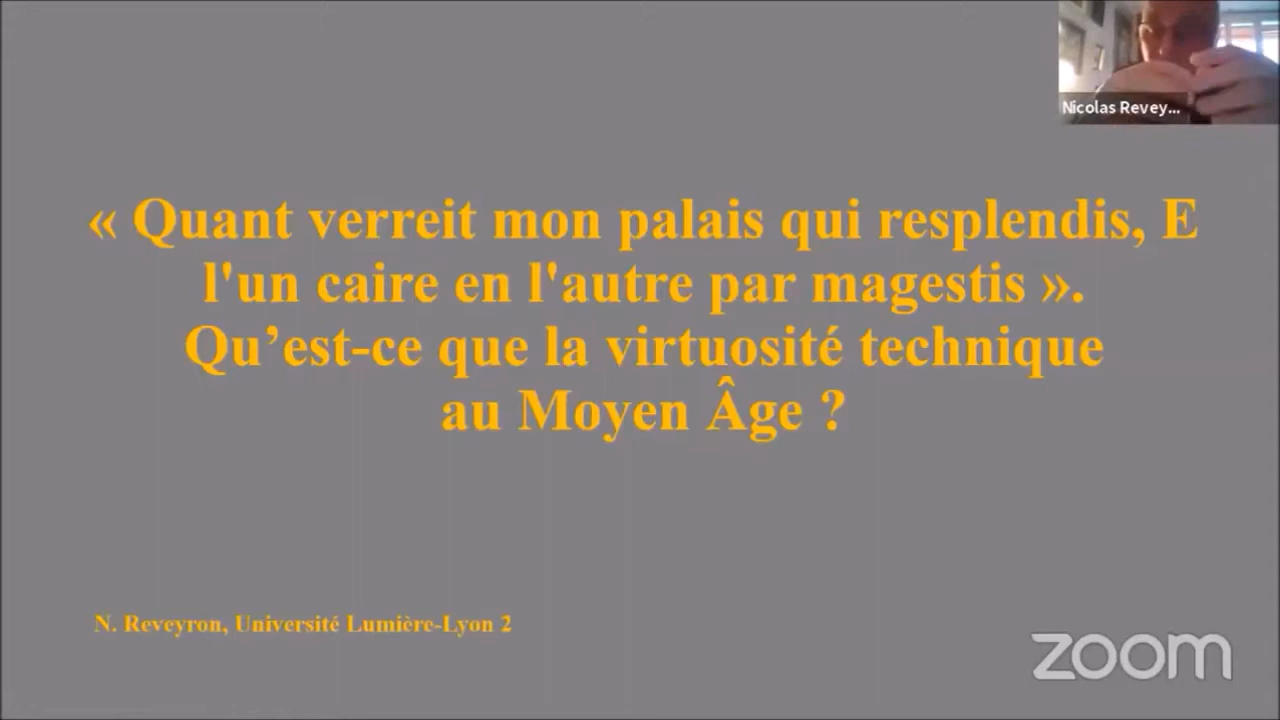 Nicolas Revey...
« Quant verreit mon palais qui resplendis, E
l'un caire en l'autre par magestis ».
Qu’est-ce que la virtuosité technique
au Moyen Âge ?
N. Reveyron, Université Lumière-Lyon 2
zoom